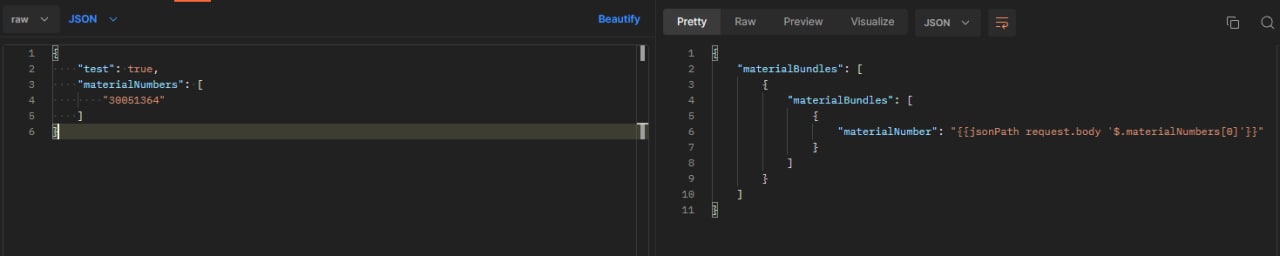 raw JSON Beautify
1 {
2 "test": true,
3 "materialNumbers": [
4 "30051364"
5 ]
6 }
Pretty Raw Preview Visualize JSON
1 {
2 "materialBundles": [
3 {
4 "materialBundles": [
5 {
6 "materialNumber": "{{jsonPath request.body '$.materialNumbers[0]'}}"
7 }
8 ]
9 }
10 ]
11 }